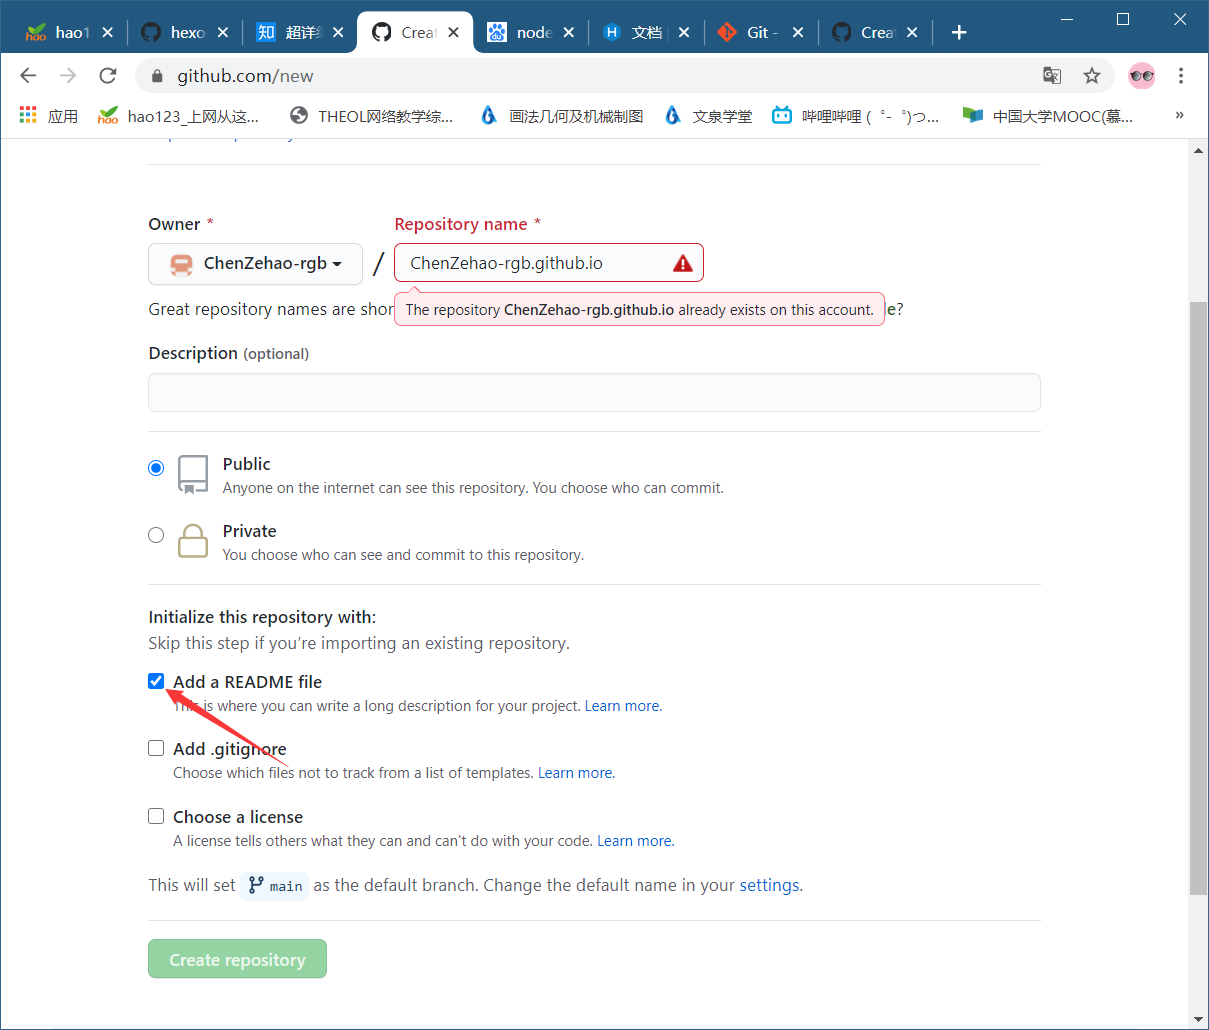 hao1
hexo
超详
Crea
node
文档
Git -
Crea
github.com/new
应用
hao123_上网从这...
THEOL网络教学综...
画法几何及机械制图
文泉学堂
哔哩哔哩 (゜-゜)つ...
中国大学MOOC(慕...
»
Owner *
Repository name *
ChenZehao-rgb
/
ChenZehao-rgb.github.io
Great repository names are shor
The repository ChenZehao-rgb.github.io already exists on this account.
e?
Description (optional)
Public
Anyone on the internet can see this repository. You choose who can commit.
Private
You choose who can see and commit to this repository.
Initialize this repository with:
Skip this step if you’re importing an existing repository.
Add a README file
This is where you can write a long description for your project. Learn more.
Add .gitignore
Choose which files not to track from a list of templates. Learn more.
Choose a license
A license tells others what they can and can't do with your code. Learn more.
This will set main as the default branch. Change the default name in your settings.
Create repository